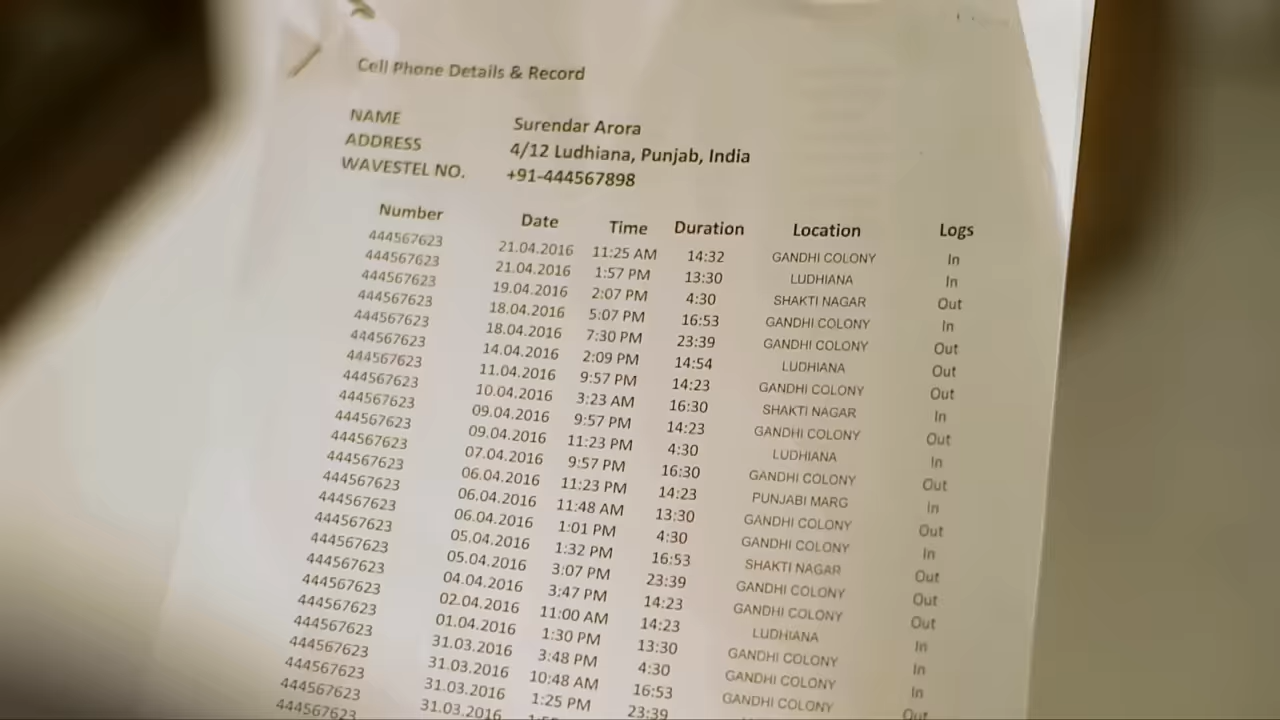 Cell Phone Details & Record
NAME Surendar Arora
ADDRESS 4/12 Ludhiana, Punjab, India
WAVESTEL NO. +91-444567898
Number Date Time Duration Location Logs
444567623 21.04.2016 11:25 AM 14:32 GANDHI COLONY In
444567623 21.04.2016 1:57 PM 13:30 LUDHIANA In
444567623 19.04.2016 2:07 PM 4:30 SHAKTI NAGAR Out
444567623 18.04.2016 5:07 PM 16:53 GANDHI COLONY In
444567623 18.04.2016 7:30 PM 23:39 GANDHI COLONY Out
444567623 14.04.2016 2:09 PM 14:54 LUDHIANA Out
444567623 11.04.2016 9:57 PM 14:23 GANDHI COLONY Out
444567623 10.04.2016 3:23 AM 16:30 SHAKTI NAGAR In
444567623 09.04.2016 9:57 PM 14:23 GANDHI COLONY Out
444567623 09.04.2016 11:23 PM 4:30 LUDHIANA In
444567623 07.04.2016 9:57 PM 16:30 GANDHI COLONY Out
444567623 06.04.2016 11:23 PM 14:23 PUNJABI MARG In
444567623 06.04.2016 11:48 AM 13:30 GANDHI COLONY Out
444567623 06.04.2016 1:01 PM 4:30 GANDHI COLONY In
444567623 05.04.2016 1:32 PM 16:53 SHAKTI NAGAR Out
444567623 05.04.2016 3:07 PM 23:39 GANDHI COLONY Out
444567623 04.04.2016 3:47 PM 14:23 GANDHI COLONY Out
444567623 02.04.2016 11:00 AM 14:23 LUDHIANA In
444567623 01.04.2016 1:30 PM 13:30 GANDHI COLONY In
444567623 31.03.2016 3:48 PM 4:30 GANDHI COLONY In
444567623 31.03.2016 10:48 AM 16:53 GANDHI COLONY Out
444567623 31.03.2016 1:25 PM 23:39
444567623 31.03.2016
444567623